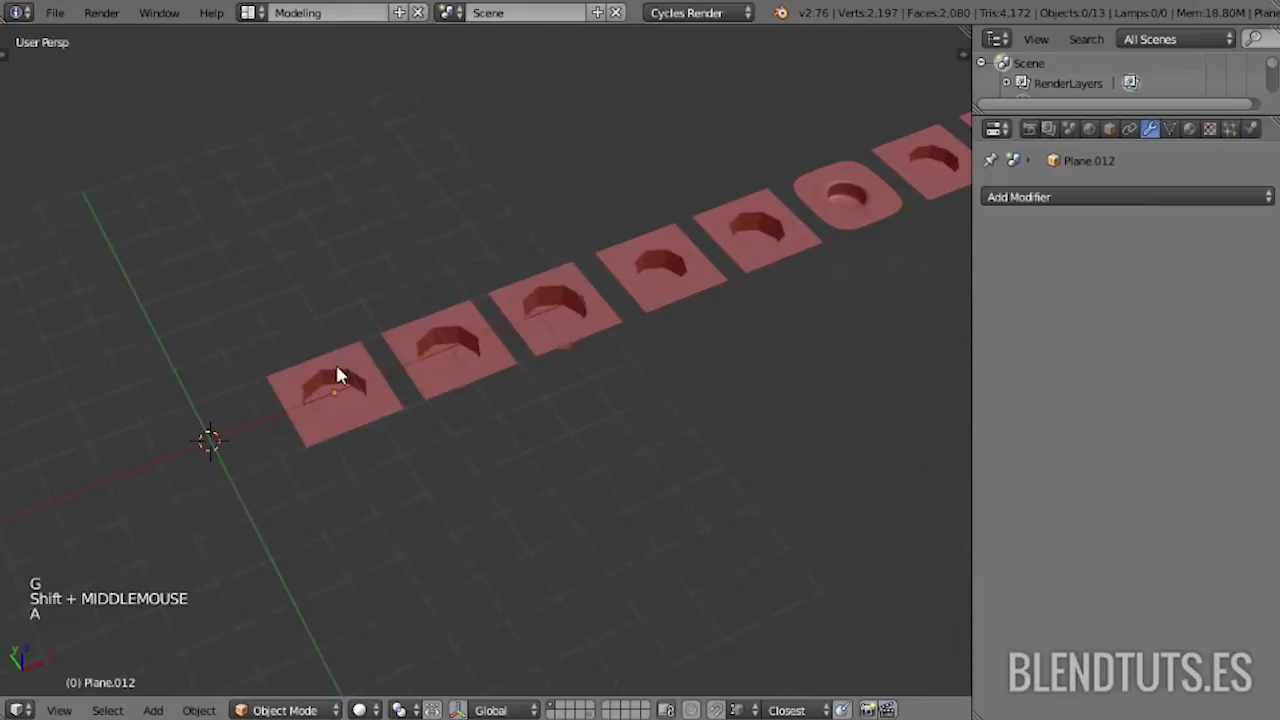 File Render Window Help Modeling Scene Cycles Render v2.76 | Verts:2,197 | Faces:2,080 | Tris:4,172 | Objects:0/13 | Lamps:0/0 | Mem:18.80M | Plane
User Persp
View Search All Scenes
Scene
RenderLayers
Plane.012
Add Modifier
G
Shift + MIDDLEMOUSE
A
(0) Plane.012
BLENDTUTS.ES
View Select Add Object Object Mode Global Closest